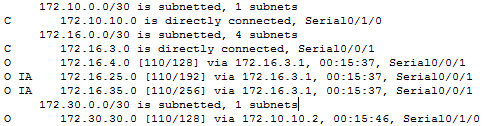 172.10.0.0/30 is subnetted, 1 subnets
C 172.10.10.0 is directly connected, Serial0/1/0
172.16.0.0/30 is subnetted, 4 subnets
C 172.16.3.0 is directly connected, Serial0/0/1
O 172.16.4.0 [110/128] via 172.16.3.1, 00:15:37, Serial0/0/1
O IA 172.16.25.0 [110/192] via 172.16.3.1, 00:15:37, Serial0/0/1
O IA 172.16.35.0 [110/256] via 172.16.3.1, 00:15:37, Serial0/0/1
172.30.0.0/30 is subnetted, 1 subnets
O 172.30.30.0 [110/128] via 172.10.10.2, 00:15:46, Serial0/1/0